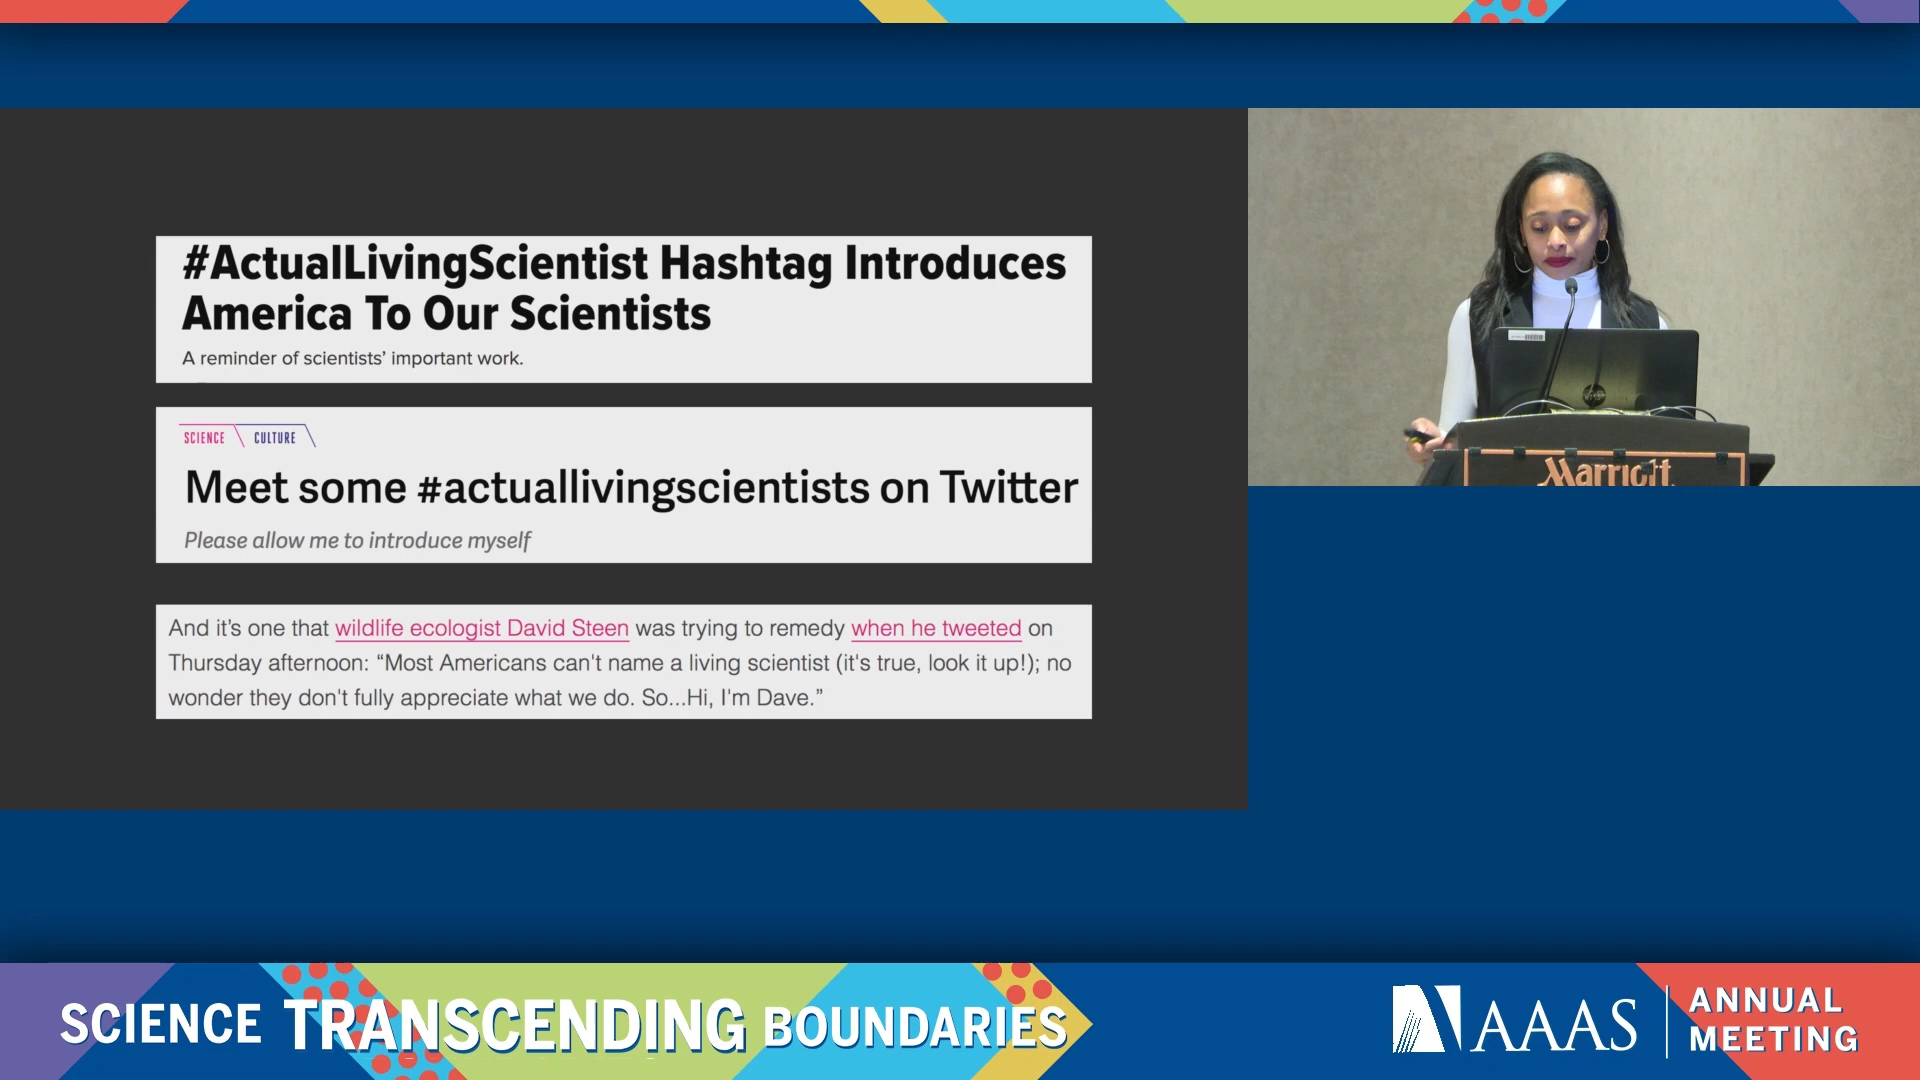 #ActualLivingScientist Hashtag Introduces
America To Our Scientists
A reminder of scientists’ important work.
SCIENCE CULTURE
Meet some #actuallivingscientists on Twitter
Please allow me to introduce myself
And it’s one that wildlife ecologist David Steen was trying to remedy when he tweeted on
Thursday afternoon: “Most Americans can't name a living scientist (it's true, look it up!); no
wonder they don't fully appreciate what we do. So...Hi, I'm Dave.”
Marriott
SCIENCE TRANSCENDING BOUNDARIES
AAAS
ANNUAL
MEETING